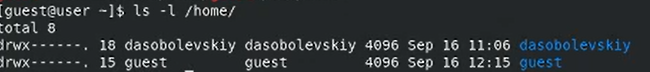 [guest@user ~]$ ls -l /home/
total 8
drwx------. 18 dasobolevskiy dasobolevskiy 4096 Sep 16 11:06 dasobolevskiy
drwx------. 15 guest         guest         4096 Sep 16 12:15 guest